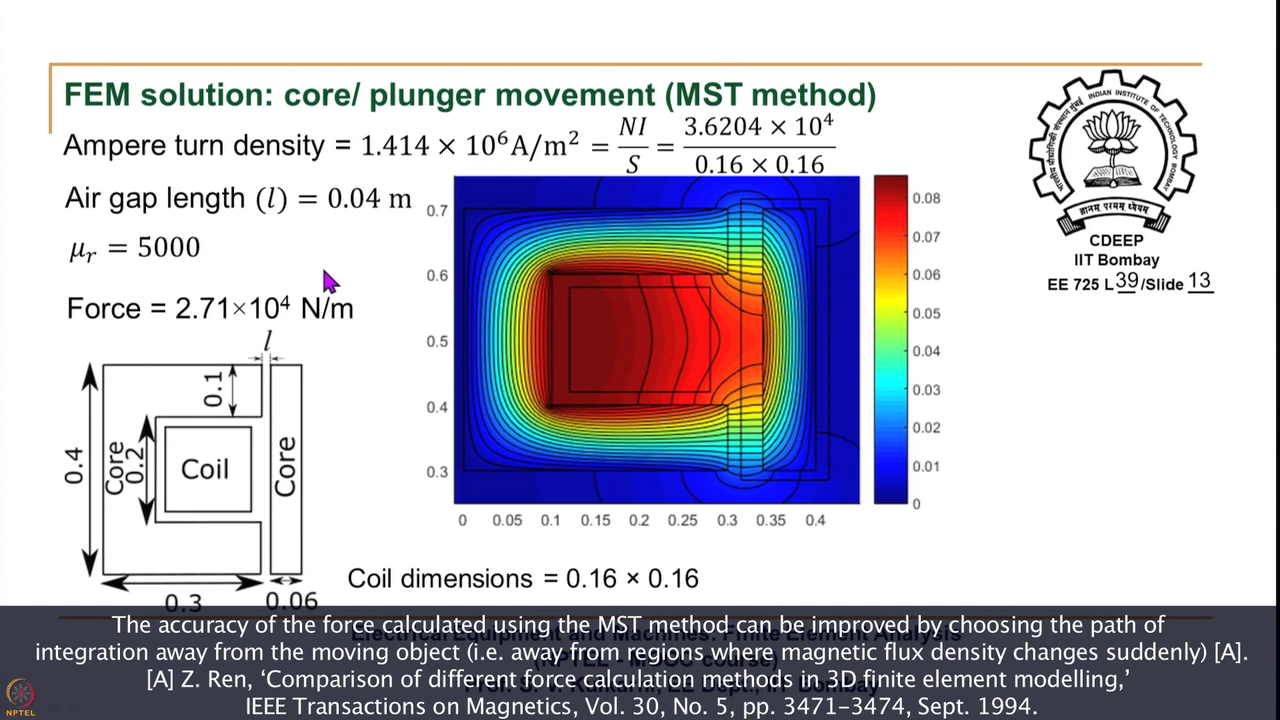 FEM solution: core/ plunger movement (MST method)
Ampere turn density = 1.414 × 10⁶A/m² = NI/S = 3.6204 × 10⁴/0.16 × 0.16
Air gap length (l) = 0.04 m
μᵣ = 5000
Force = 2.71×10⁴ N/m
l
0.1
0.4
Core
0.2
Coil
Core
0.3
0.06
0.7
0.6
0.5
0.4
0.3
0 0.05 0.1 0.15 0.2 0.25 0.3 0.35 0.4
0.08
0.07
0.06
0.05
0.04
0.03
0.02
0.01
0
Coil dimensions = 0.16 × 0.16
INDIAN INSTITUTE OF TECHNOLOGY BOMBAY
ज्ञानम् परमम् ध्येयम्
CDEEP
IIT Bombay
EE 725 L 39 /Slide 13
The accuracy of the force calculated using the MST method can be improved by choosing the path of
integration away from the moving object (i.e. away from regions where magnetic flux density changes suddenly) [A].
[A] Z. Ren, ‘Comparison of different force calculation methods in 3D finite element modelling,’
IEEE Transactions on Magnetics, Vol. 30, No. 5, pp. 3471–3474, Sept. 1994.
NPTEL